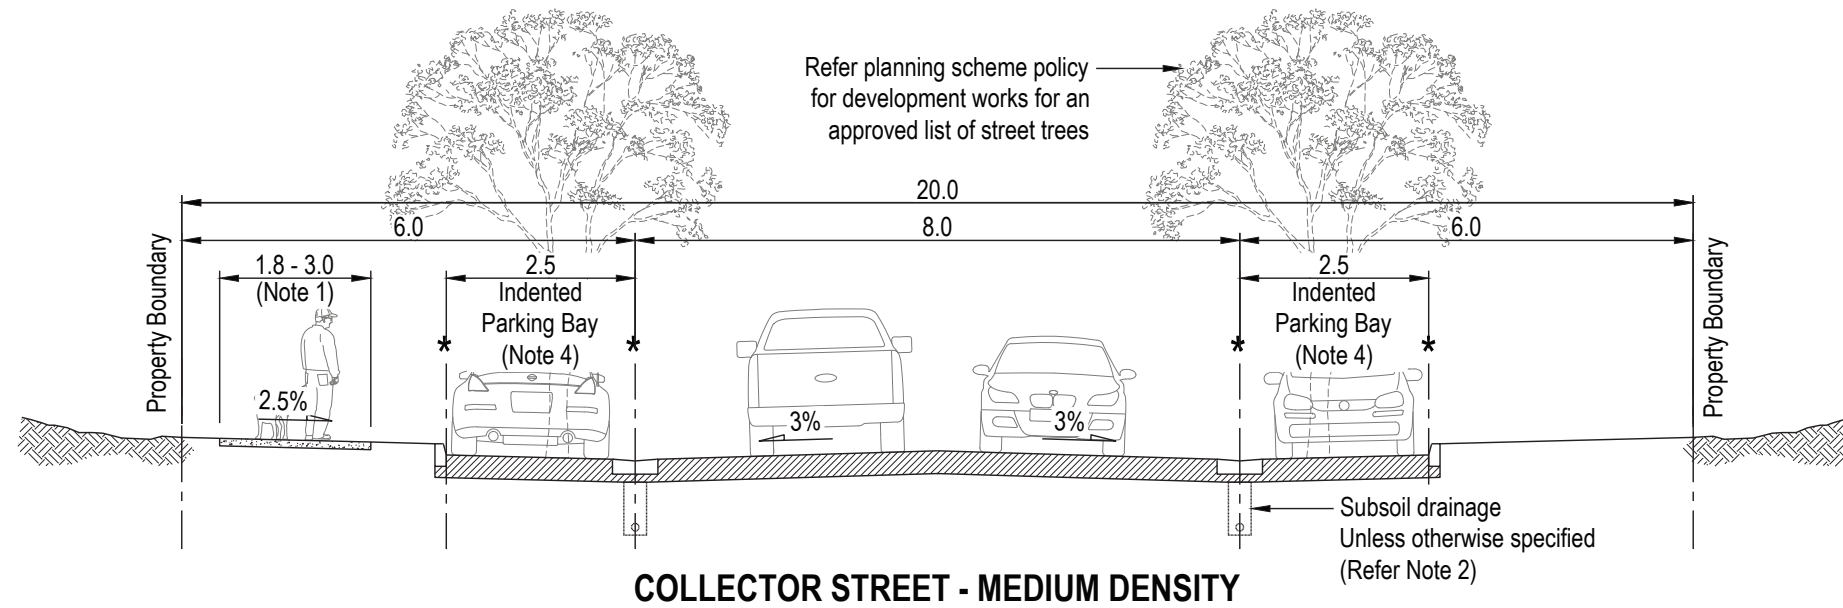 Refer planning scheme policy
for development works for an
approved list of street trees
20.0
6.0
8.0
6.0
Property Boundary
1.8 - 3.0
(Note 1)
2.5
Indented
Parking Bay
(Note 4)
2.5
Indented
Parking Bay
(Note 4)
Property Boundary
* * * *
2.5%
3%
3%
Subsoil drainage
Unless otherwise specified
(Refer Note 2)
COLLECTOR STREET - MEDIUM DENSITY